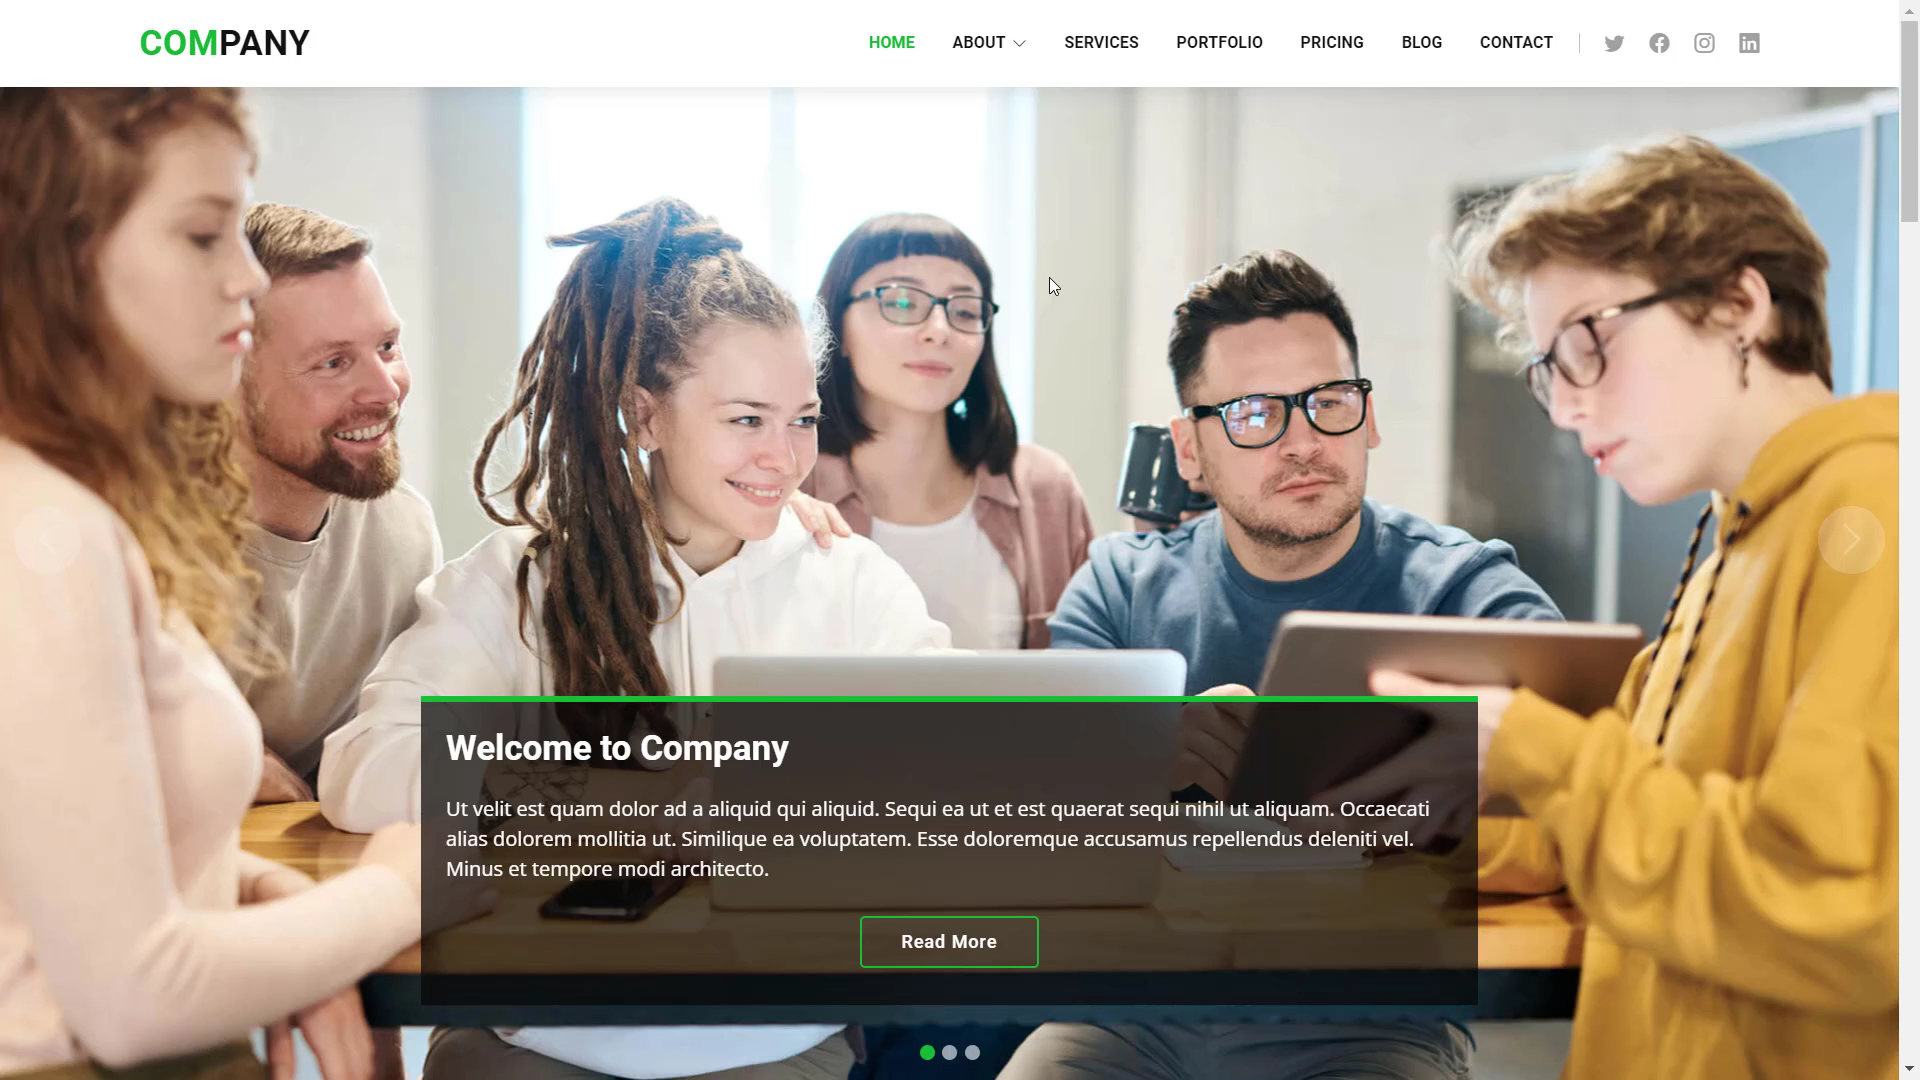 COMPANY
HOME ABOUT SERVICES PORTFOLIO PRICING BLOG CONTACT
Welcome to Company
Ut velit est quam dolor ad a aliquid qui aliquid. Sequi ea ut et est quaerat sequi nihil ut aliquam. Occaecati
alias dolorem mollitia ut. Similique ea voluptatem. Esse doloremque accusamus repellendus deleniti vel.
Minus et tempore modi architecto.
Read More